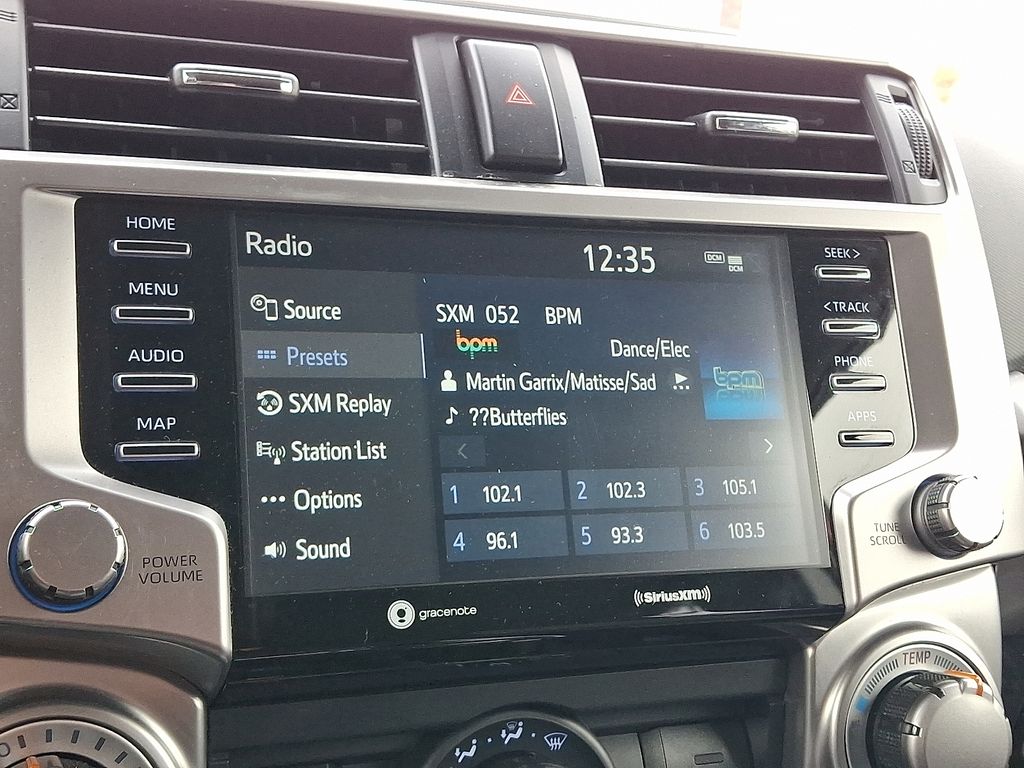 HOME
MENU
AUDIO
MAP
POWER
VOLUME
Radio
12:35
DCM
DCM
Source
Presets
SXM Replay
Station List
Options
Sound
SXM 052 BPM
bpm
Dance/Elec
Martin Garrix/Matisse/Sad
bpm
??Butterflies
1 102.1
2 102.3
3 105.1
4 96.1
5 93.3
6 103.5
gracenote
((SiriusXM))
SEEK >
< TRACK
PHONE
APPS
TUNE
SCROLL
TEMP